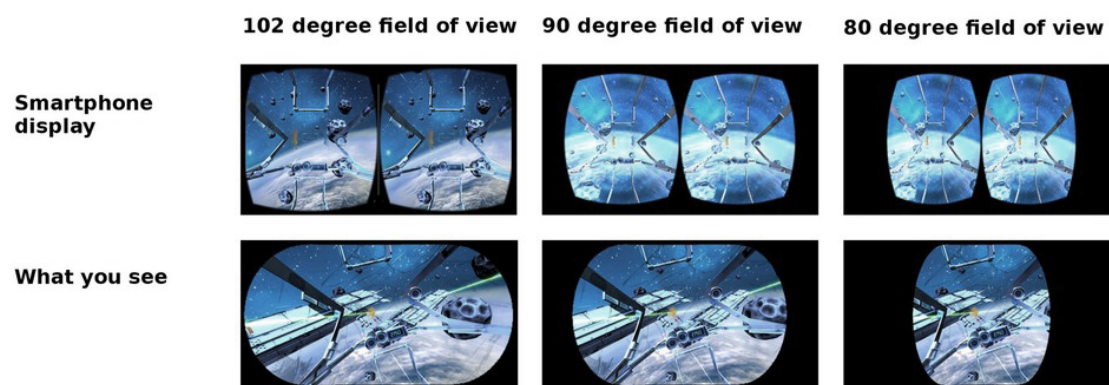 102 degree field of view
90 degree field of view
80 degree field of view
Smartphone
display
What you see